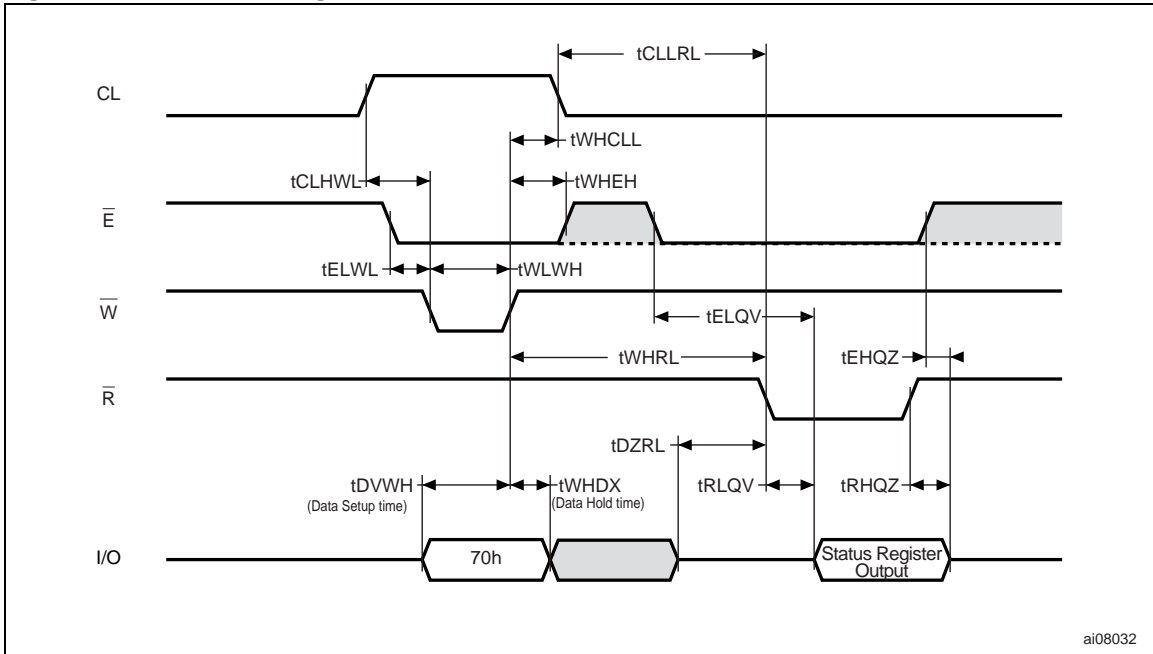 tCLLRL
CL
tWHCLL
tCLHWL
tWHEH
E
tELWL
tWLWH
W
tELQV
tWHRL
tEHQZ
R
tDZRL
tDVWH
tWHDX
tRLQV
tRHQZ
(Data Setup time)
(Data Hold time)
I/O
70h
Status Register
Output
ai08032